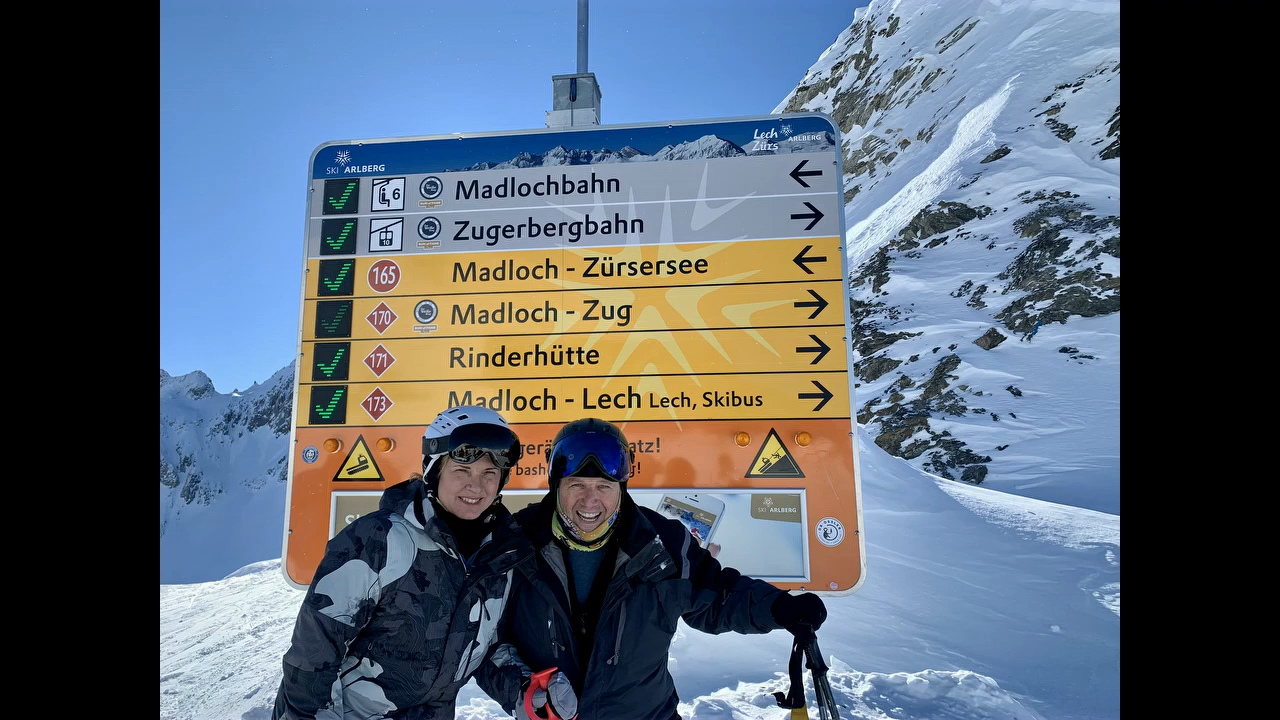 SKI ARLBERG
Lech
Zürs ARLBERG
6 Madlochbahn ←
10 Zugerbergbahn →
165 Madloch - Zürsersee ←
170 Madloch - Zug →
171 Rinderhütte →
173 Madloch - Lech Lech, Skibus →
SKI ARLBERG